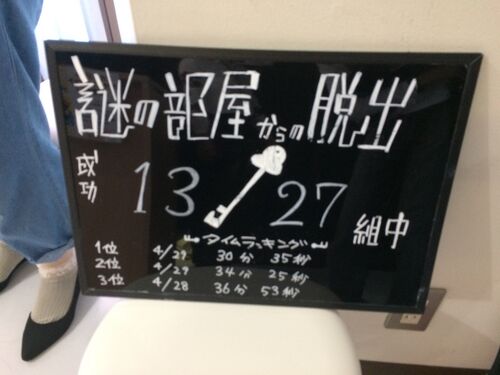 謎の部屋からの脱出
成功 13 27 組中
タイムランキング
1位 4/29 30分 35秒
2位 4/29 34分 25秒
3位 4/28 36分 53秒